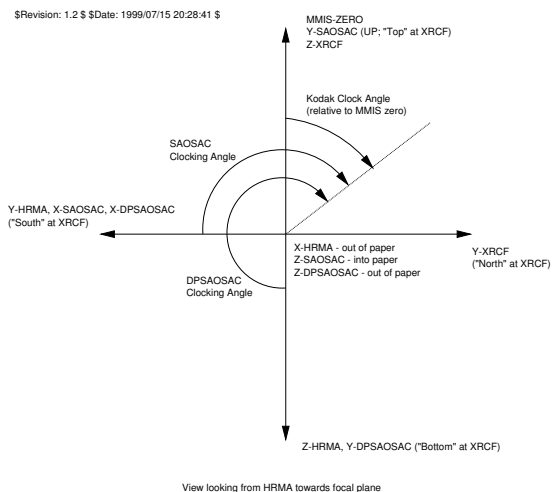 $Revision: 1.2 $ $Date: 1999/07/15 20:28:41 $
MMIS-ZERO
Y-SAOSAC (UP; "Top" at XRCF)
Z-XRCF
Kodak Clock Angle
(relative to MMIS zero)
SAOSAC
Clocking Angle
Y-HRMA, X-SAOSAC, X-DPSAOSAC
("South" at XRCF)
X-HRMA - out of paper
Z-SAOSAC - into paper
Z-DPSAOSAC - out of paper
Y-XRCF
("North" at XRCF)
DPSAOSAC
Clocking Angle
Z-HRMA, Y-DPSAOSAC ("Bottom" at XRCF)
View looking from HRMA towards focal plane